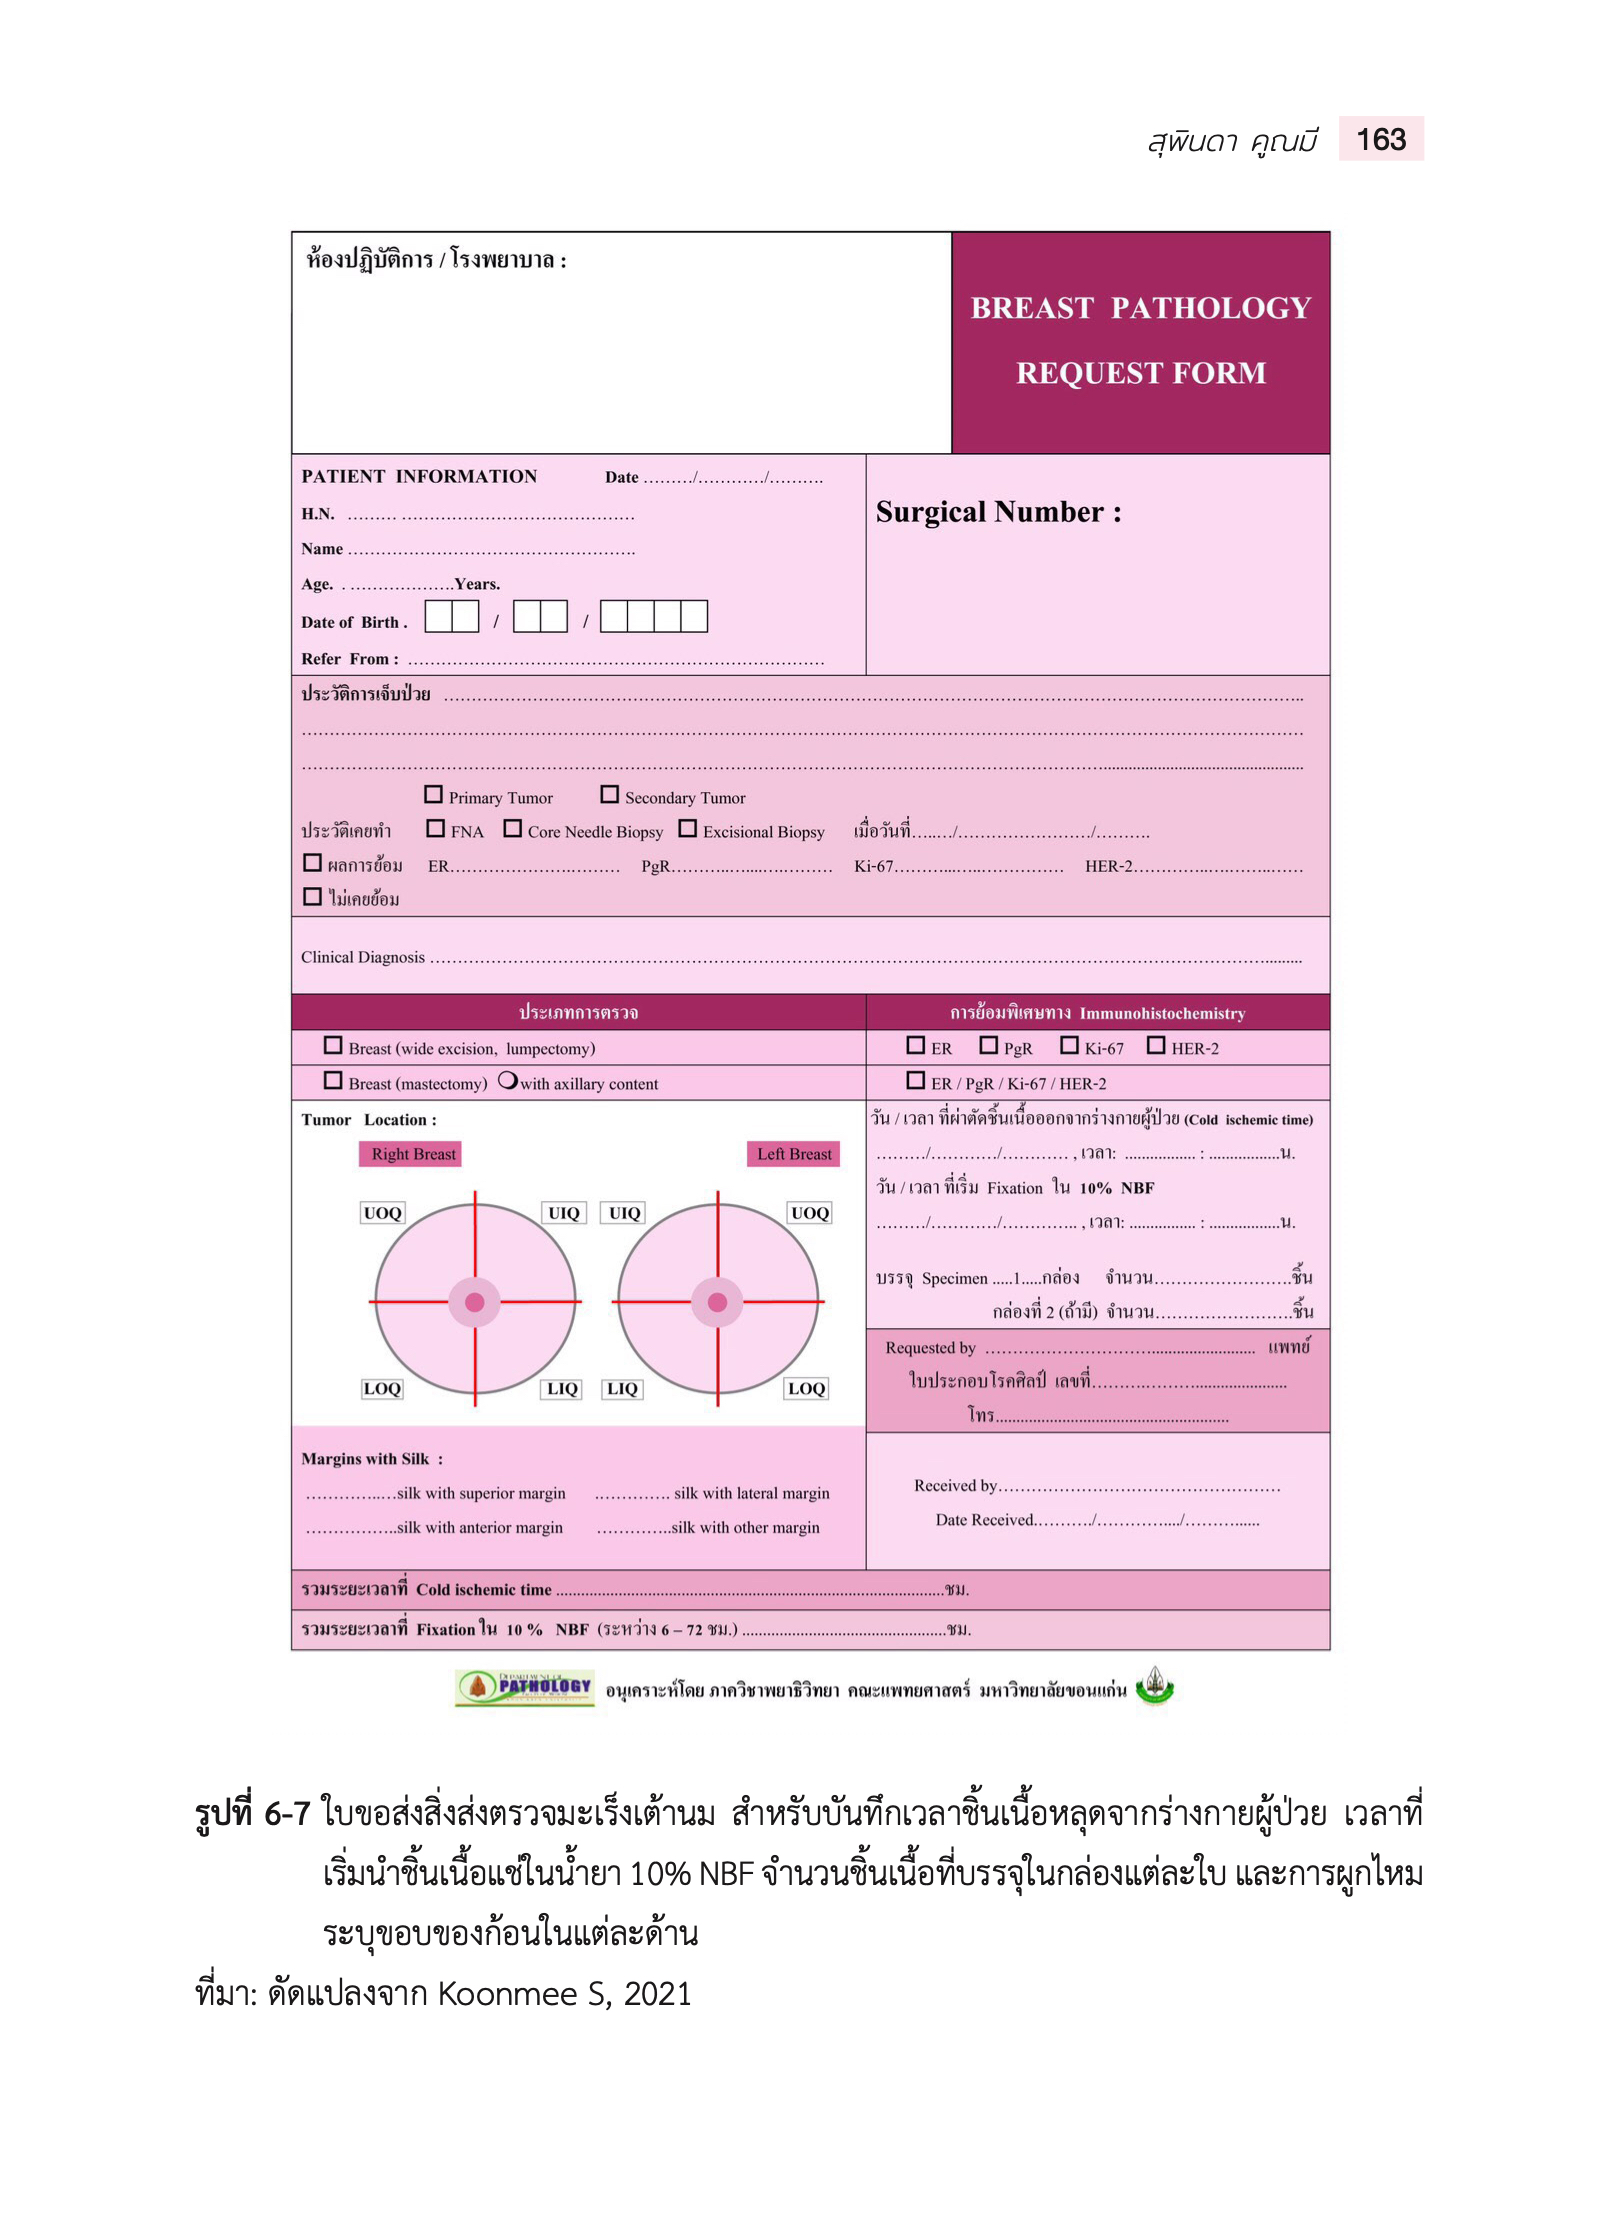 สุพินดา คูณมี 163
ห้องปฏิบัติการ / โรงพยาบาล :
BREAST PATHOLOGY
REQUEST FORM
PATIENT INFORMATION Date ………/…………/……….
H.N. ……… ……………………………………
Name …………………………………………….
Age. . ……………….Years.
Date of Birth . / /
Refer From : …………………………………………………………………
Surgical Number :
ประวัติการเจ็บป่วย ………………………………………………………………………………
………………………………………………………………………………
………………………………………………………………………………
Primary Tumor Secondary Tumor
ประวัติเคยทำ FNA Core Needle Biopsy Excisional Biopsy เมื่อวันที่……../……………………/……….
ผลการย้อม ER………………………… PgR………………………… Ki-67………………………… HER-2…………………………
ไม่เคยย้อม
Clinical Diagnosis ………………………………………………………………………………
ประเภทการตรวจ
การย้อมพิเศษทาง Immunohistochemistry
Breast (wide excision, lumpectomy)
ER PgR Ki-67 HER-2
Breast (mastectomy) with axillary content
ER / PgR / Ki-67 / HER-2
Tumor Location :
Right Breast Left Breast
UOQ UIQ UIQ UOQ
LOQ LIQ LIQ LOQ
วัน / เวลา ที่ผ่าตัดชิ้นเนื้อออกจากร่างกายผู้ป่วย (Cold ischemic time)
………/…………/………… , เวลา: ................. : .................น.
วัน / เวลา ที่เริ่ม Fixation ใน 10% NBF
………/…………/………….. , เวลา: ................ : .................น.
บรรจุ Specimen .....1.....กล่อง จำนวน…………………….ชิ้น
กล่องที่ 2 (ถ้ามี) จำนวน…………………….ชิ้น
Requested by …………………………......................... แพทย์
ใบประกอบโรคศิลป์ เลขที่………………......................
โทร........................................................
Margins with Silk :
…………..…silk with superior margin …………. silk with lateral margin
……………..silk with anterior margin …………..silk with other margin
Received by……………………………………………
Date Received………./…………..../………......
รวมระยะเวลาที่ Cold ischemic time .............................................................................................ชม.
รวมระยะเวลาที่ Fixation ใน 10 % NBF (ระหว่าง 6 – 72 ชม.) .................................................ชม.
DEPARTMENT OF
PATHOLOGY
อนุเคราะห์โดย ภาควิชาพยาธิวิทยา คณะแพทยศาสตร์ มหาวิทยาลัยขอนแก่น
รูปที่ 6-7 ใบขอส่งสิ่งส่งตรวจมะเร็งเต้านม สำหรับบันทึกเวลาชิ้นเนื้อหลุดจากร่างกายผู้ป่วย เวลาที่
เริ่มนำชิ้นเนื้อแช่ในน้ำยา 10% NBF จำนวนชิ้นเนื้อที่บรรจุในกล่องแต่ละใบ และการผูกไหม
ระบุขอบของก้อนในแต่ละด้าน
ที่มา: ดัดแปลงจาก Koonmee S, 2021